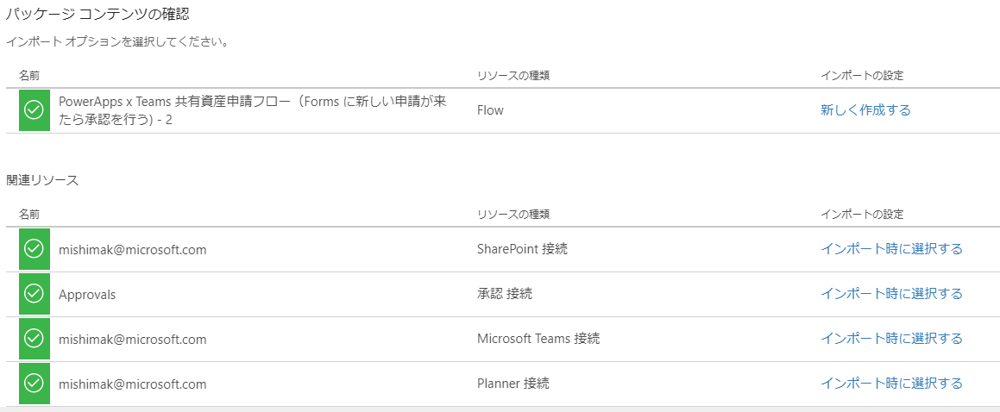 パッケージ コンテンツの確認
インポート オプションを選択してください。
名前 リソースの種類 インポートの設定
PowerApps x Teams 共有資産申請フロー（Forms に新しい申請が来
たら承認を行う) - 2 Flow 新しく作成する
関連リソース
名前 リソースの種類 インポートの設定
mishimak@microsoft.com SharePoint 接続 インポート時に選択する
Approvals 承認 接続 インポート時に選択する
mishimak@microsoft.com Microsoft Teams 接続 インポート時に選択する
mishimak@microsoft.com Planner 接続 インポート時に選択する